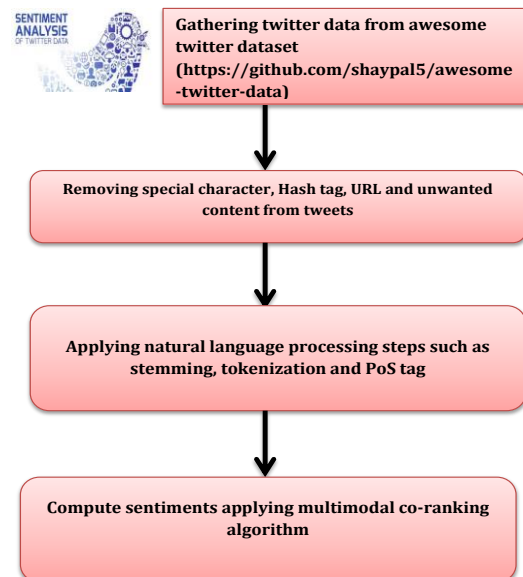 SENTIMENT
ANALYSIS
OF TWITTER DATA
Gathering twitter data from awesome
twitter dataset
(https://github.com/shaypal5/awesome
-twitter-data)
Removing special character, Hash tag, URL and unwanted
content from tweets
Applying natural language processing steps such as
stemming, tokenization and PoS tag
Compute sentiments applying multimodal co-ranking
algorithm